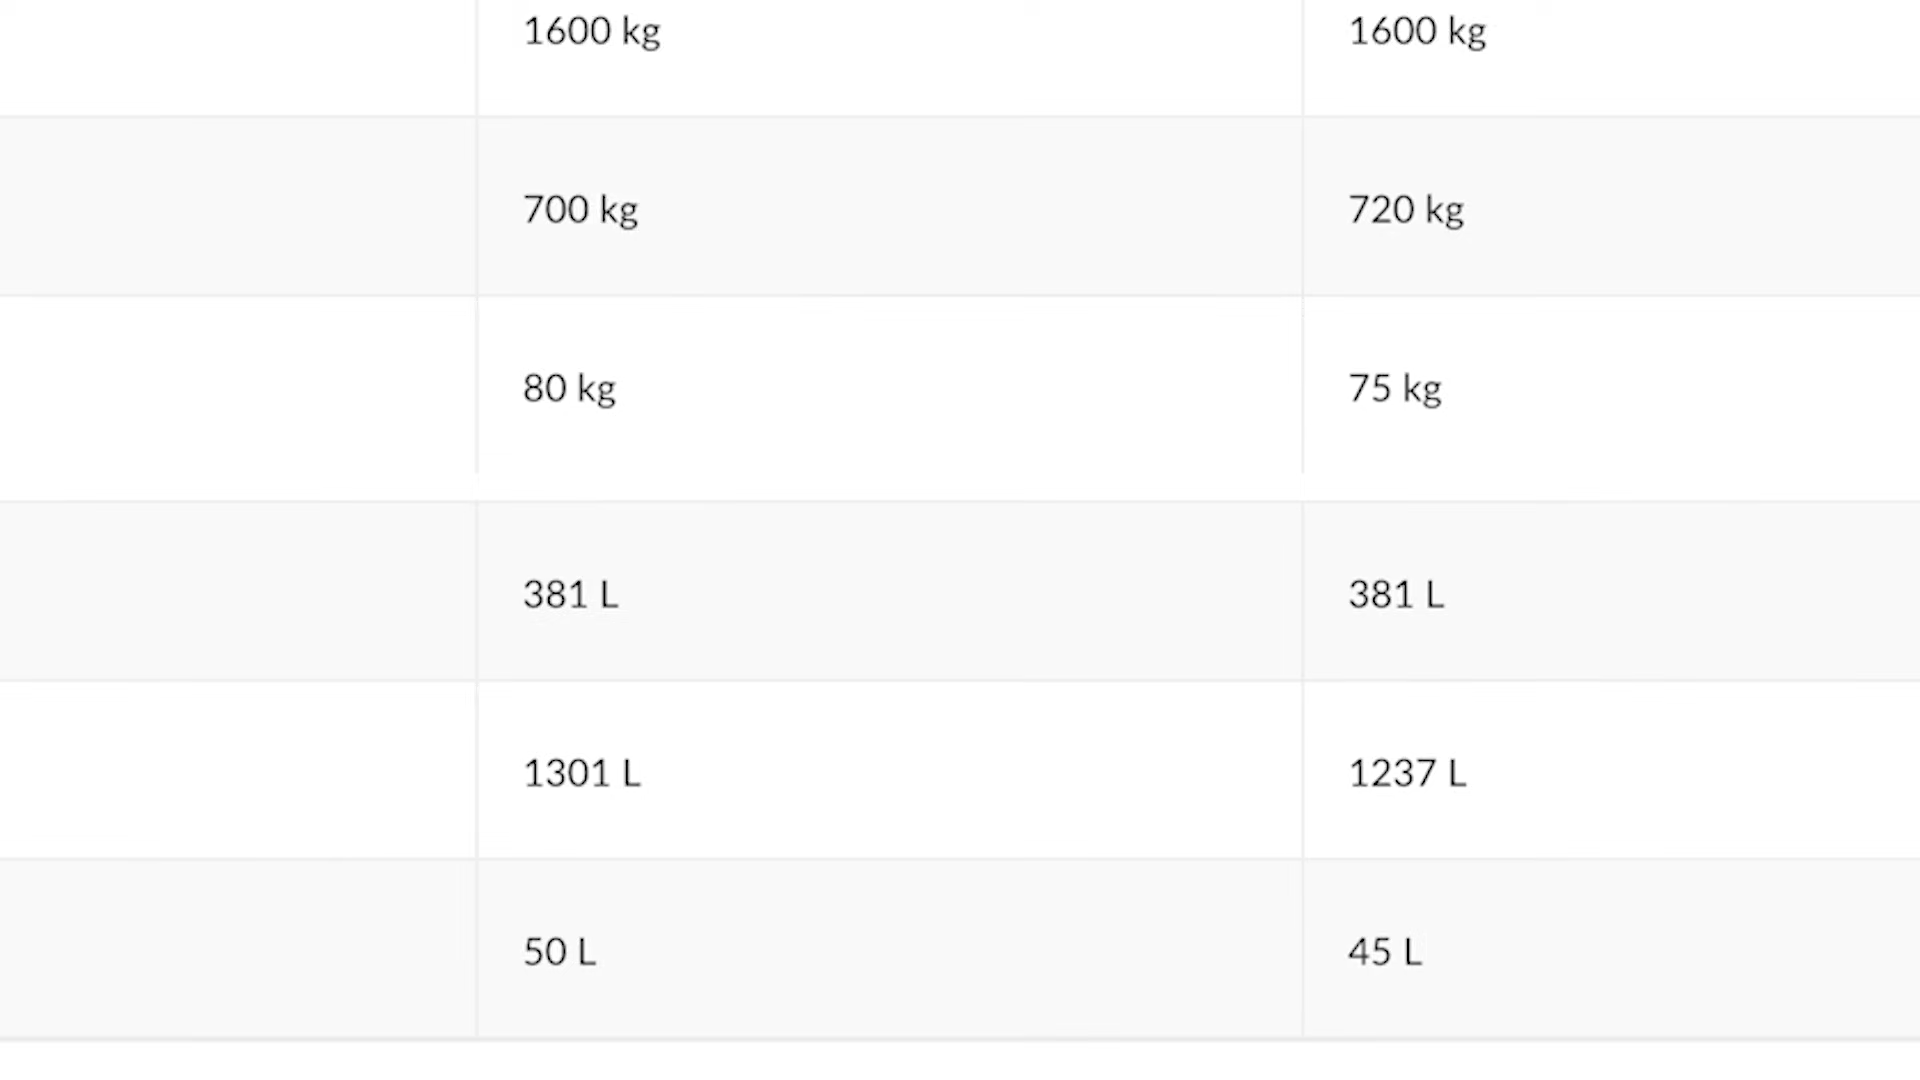 1600 kg 1600 kg
700 kg 720 kg
80 kg 75 kg
381 L 381 L
1301 L 1237 L
50 L 45 L